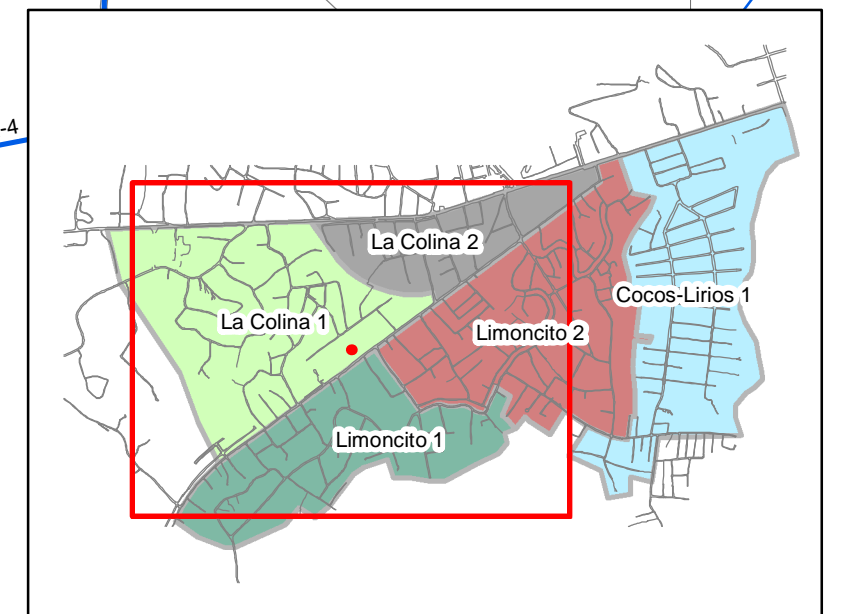 -4
La Colina 2
Cocos-Lirios 1
La Colina 1
Limoncito 2
Limoncito 1